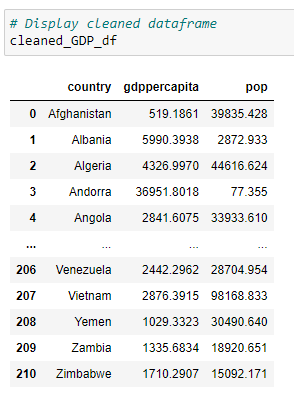 # Display cleaned dataframe
cleaned_GDP_df
country gdppercapita pop
0 Afghanistan 519.1861 39835.428
1 Albania 5990.3938 2872.933
2 Algeria 4326.9970 44616.624
3 Andorra 36951.8018 77.355
4 Angola 2841.6075 33933.610
... ... ... ...
206 Venezuela 2442.2962 28704.954
207 Vietnam 2876.3915 98168.833
208 Yemen 1029.3323 30490.640
209 Zambia 1335.6834 18920.651
210 Zimbabwe 1710.2907 15092.171